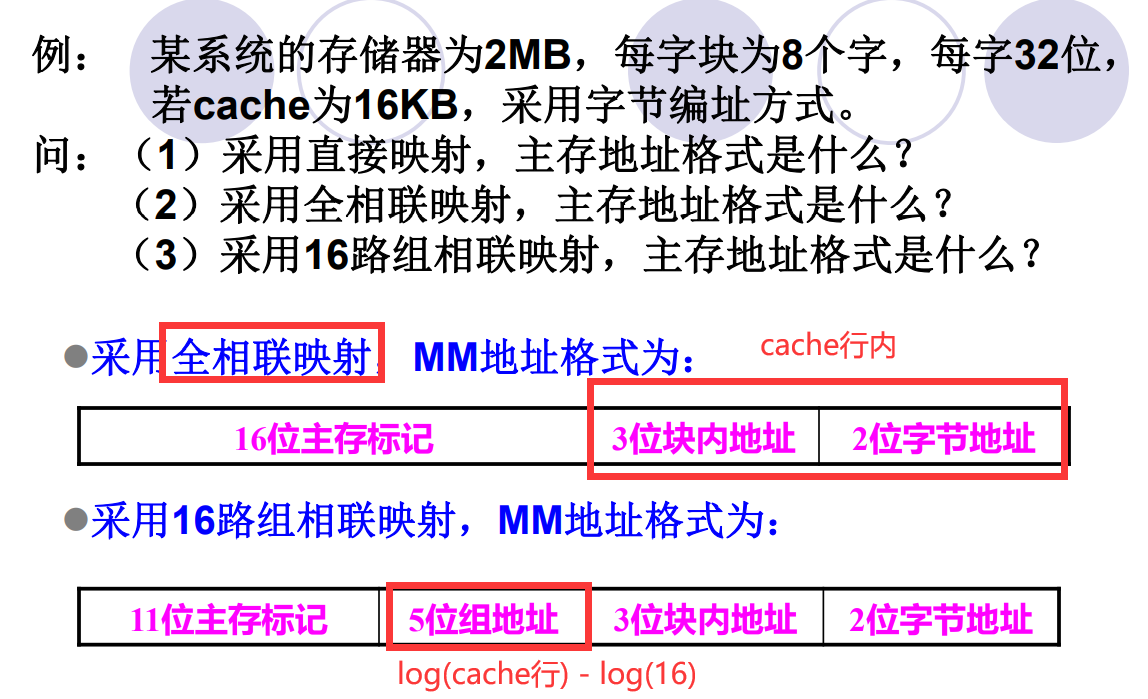 例： 某系统的存储器为2MB，每字块为8个字，每字32位，
若cache为16KB，采用字节编址方式。
问：（1）采用直接映射，主存地址格式是什么？
（2）采用全相联映射，主存地址格式是什么？
（3）采用16路组相联映射，主存地址格式是什么？
●采用全相联映射，MM地址格式为：
cache行内
16位主存标记 3位块内地址 2位字节地址
●采用16路组相联映射，MM地址格式为：
11位主存标记 5位组地址 3位块内地址 2位字节地址
log(cache行) - log(16)